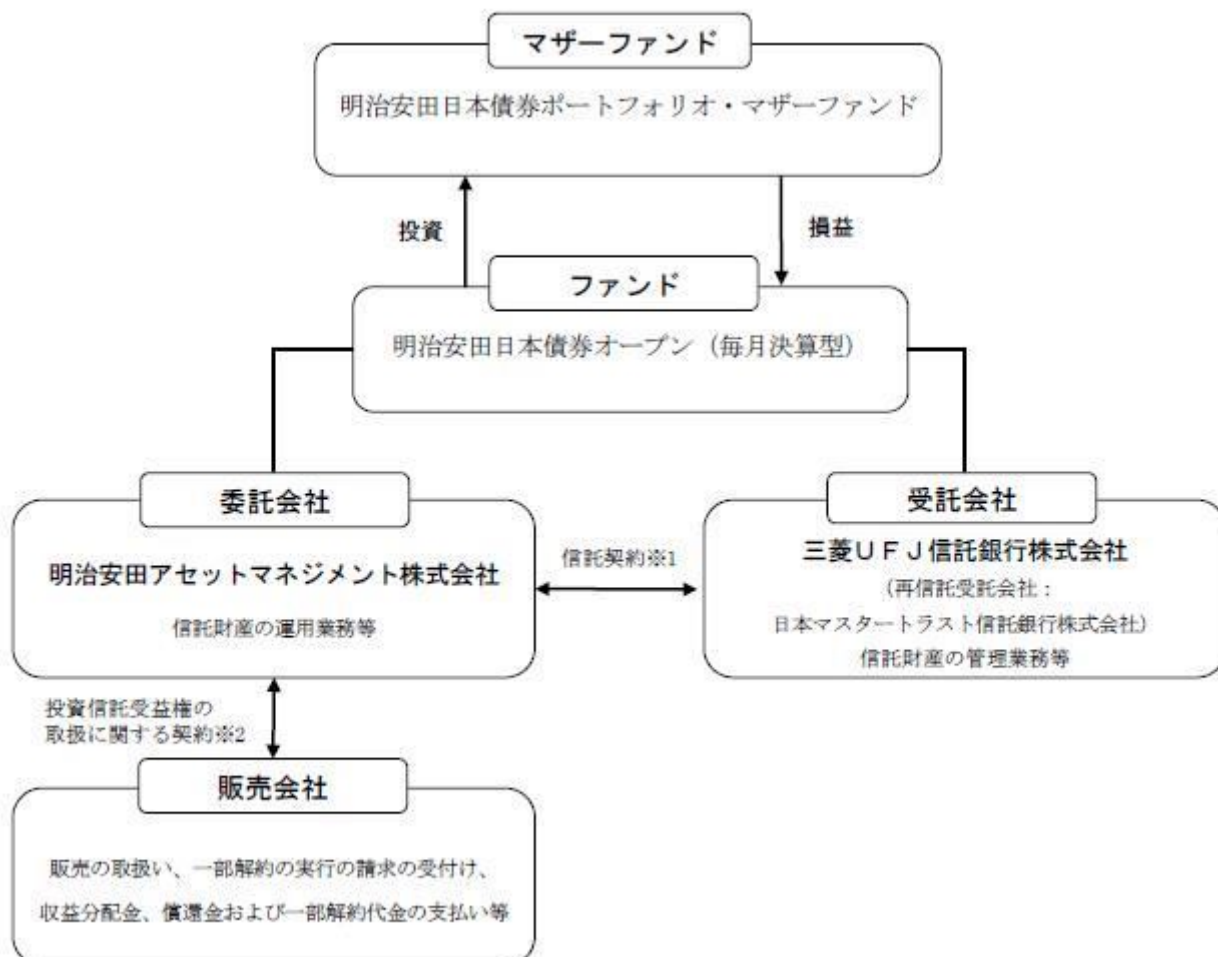 マザーファンド
明治安田日本債券ポートフォリオ・マザーファンド
投資
損益
ファンド
明治安田日本債券オープン（毎月決算型）
委託会社
明治安田アセットマネジメント株式会社
信託財産の運用業務等
信託契約※1
受託会社
三菱ＵＦＪ信託銀行株式会社
（再信託受託会社：
日本マスタートラスト信託銀行株式会社）
信託財産の管理業務等
投資信託受益権の
取扱に関する契約※2
販売会社
販売の取扱い、一部解約の実行の請求の受付け、
収益分配金、償還金および一部解約代金の支払い等